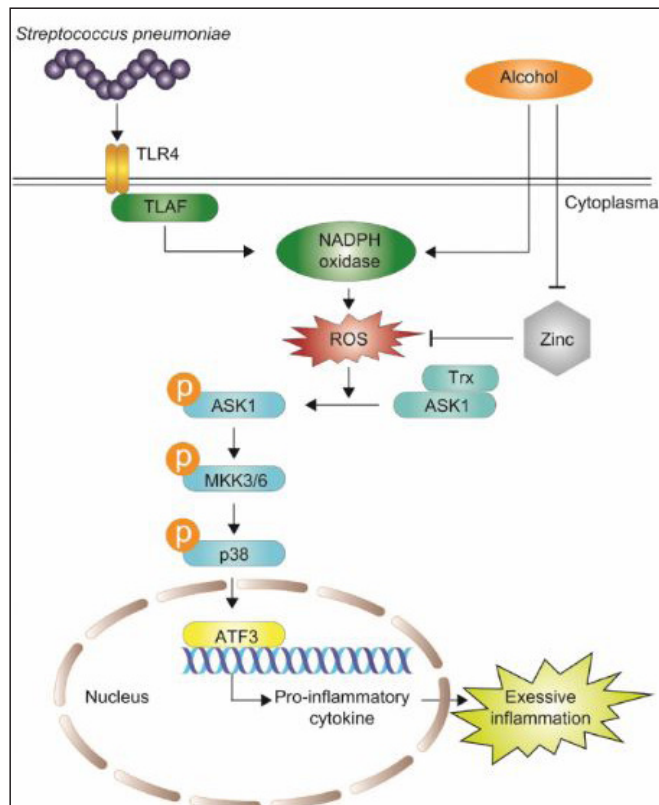 Streptococcus pneumoniae
Alcohol
TLR4
TLAF
Cytoplasma
NADPH
oxidase
ROS
Zinc
Trx
ASK1
P
ASK1
P
MKK3/6
P
p38
ATF3
Nucleus
Pro-inflammatory
cytokine
Exessive
inflammation